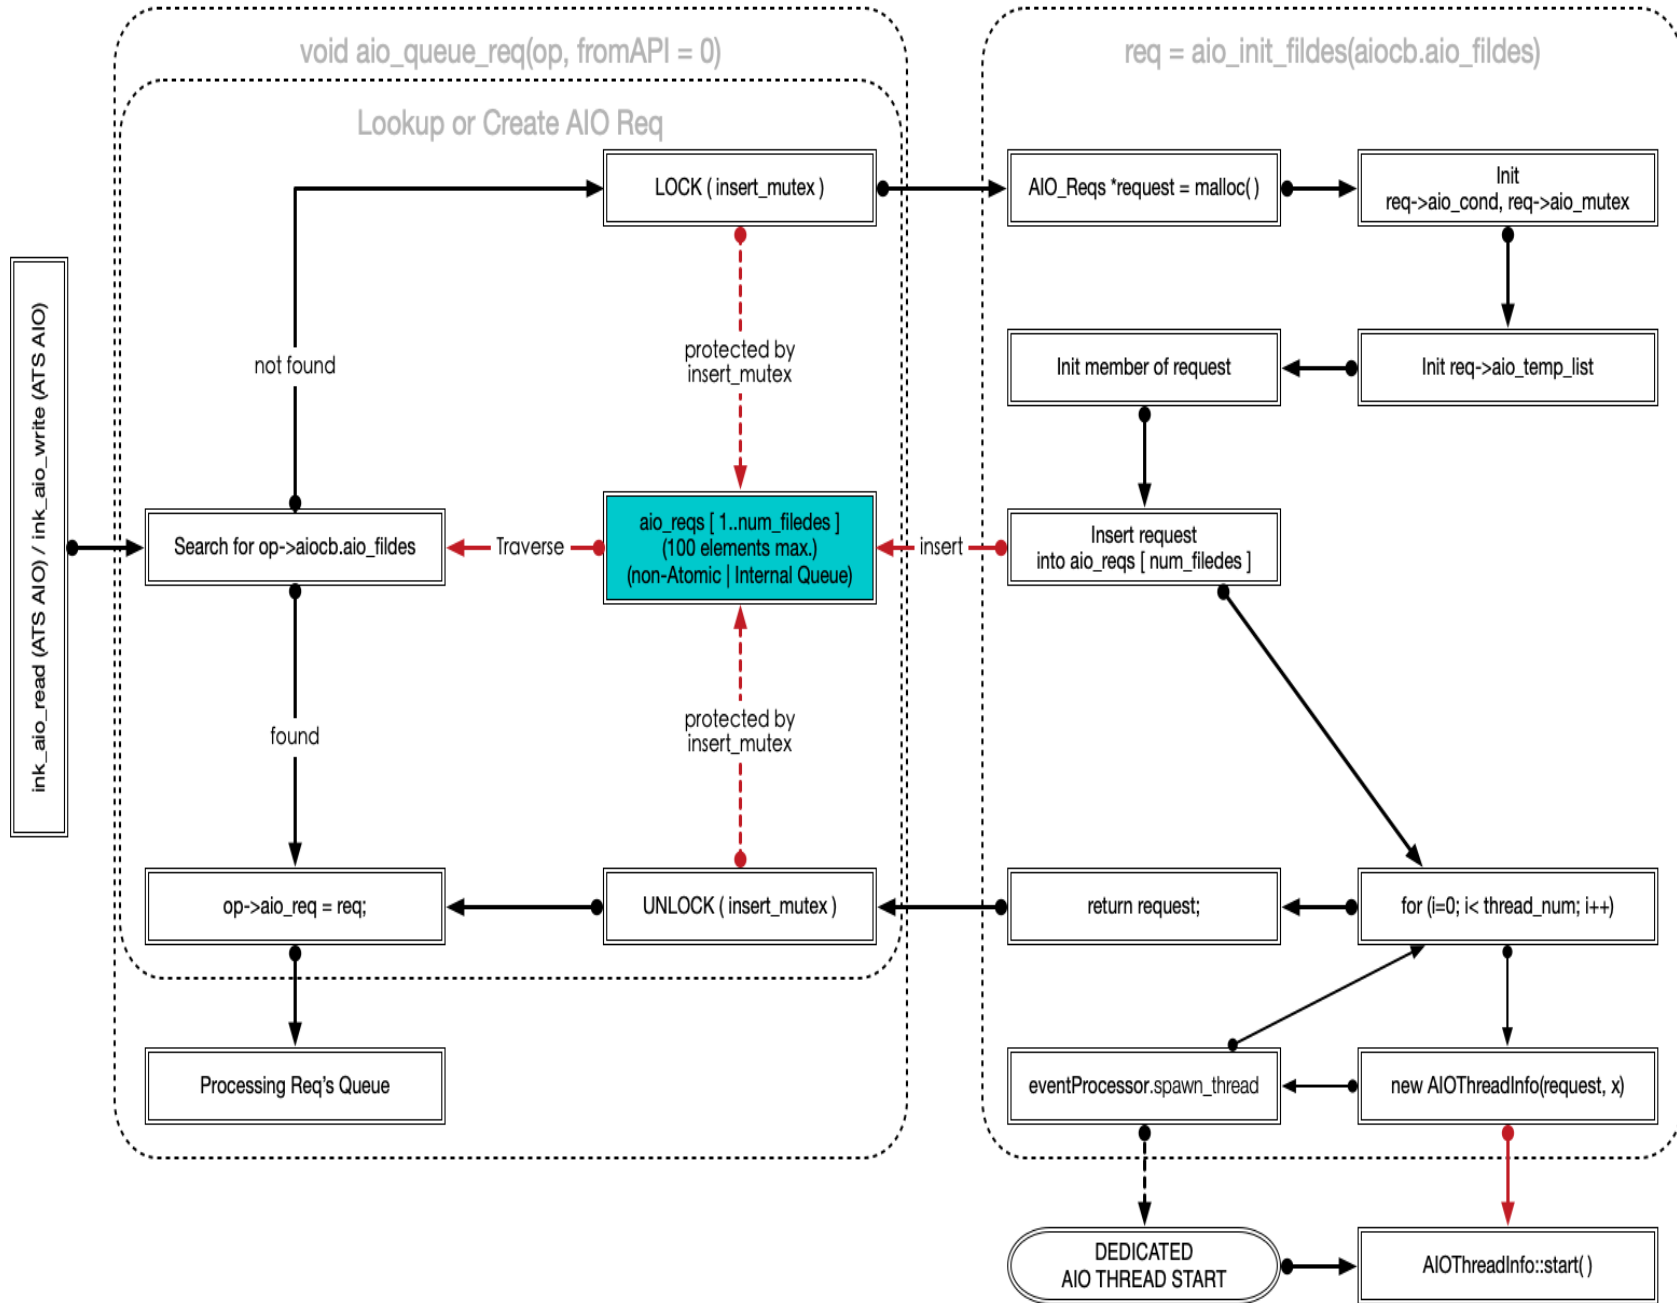 void aio_queue_req(op, fromAPI = 0)
req = aio_init_fildes(aiocb.aio_fildes)
Lookup or Create AIO Req
LOCK ( insert_mutex )
AIO_Reqs *request = malloc( )
Init
req->aio_cond, req->aio_mutex
ink_aio_read (ATS AIO) / ink_aio_write (ATS AIO)
not found
protected by
insert_mutex
Init member of request
Init req->aio_temp_list
Search for op->aiocb.aio_fildes
Traverse
aio_reqs [ 1..num_filedes ]
(100 elements max.)
(non-Atomic | Internal Queue)
insert
Insert request
into aio_reqs [ num_filedes ]
found
protected by
insert_mutex
op->aio_req = req;
UNLOCK ( insert_mutex )
return request;
for (i=0; i< thread_num; i++)
Processing Req's Queue
eventProcessor.spawn_thread
new AIOThreadInfo(request, x)
DEDICATED
AIO THREAD START
AIOThreadInfo::start( )